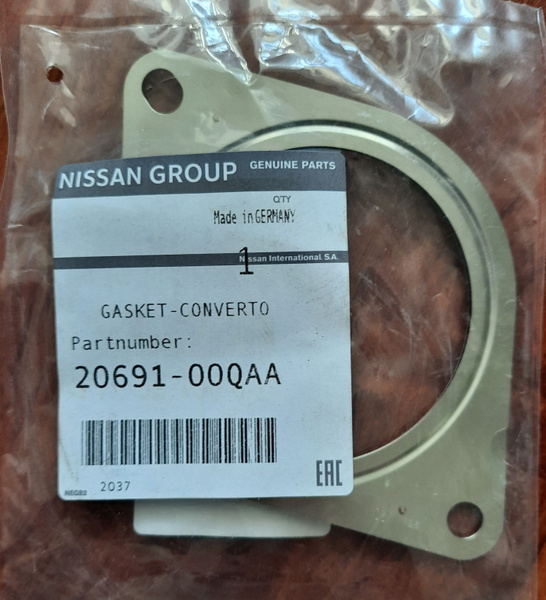 NISSAN GROUP GENUINE PARTS
QTY
Made in GERMANY
1
Nissan International S.A.
GASKET-CONVERTO
Partnumber:
20691-00QAA
EAC
2037